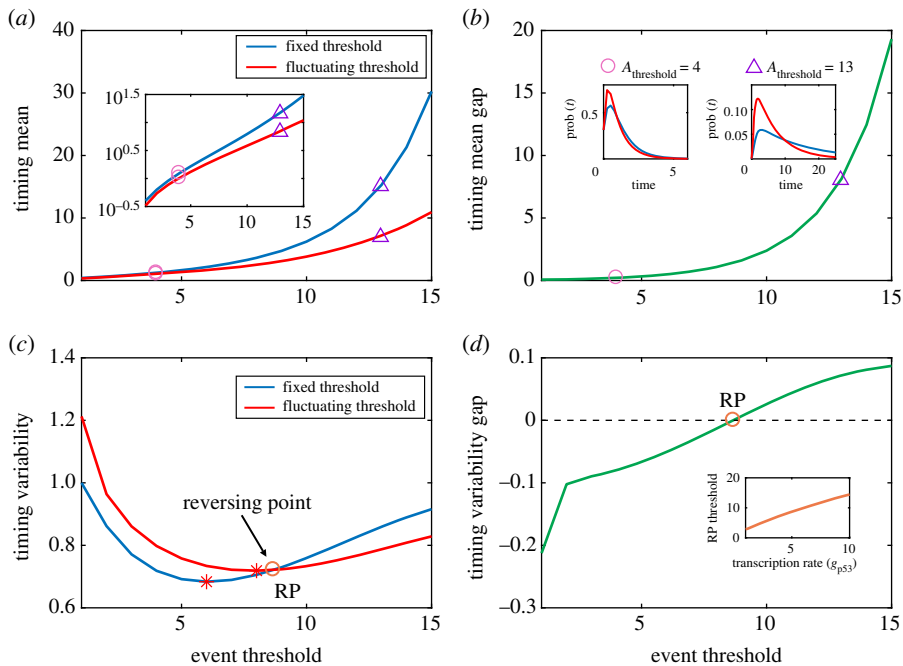 (a)
40
30
20
10
0
timing mean
fixed threshold
fluctuating threshold
10^1.5
10^0.5
10^−0.5
5
10
15
5
10
15
(b)
20
15
10
5
0
timing mean gap
A_threshold = 4
A_threshold = 13
prob (t)
0.5
0
5
time
prob (t)
0.10
0.05
0
10
20
time
5
10
15
(c)
1.4
1.2
1.0
0.8
0.6
timing variability
fixed threshold
fluctuating threshold
reversing point
RP
5
10
15
event threshold
(d)
0.1
0
−0.1
−0.2
−0.3
timing variability gap
RP
RP threshold
20
10
0
5
10
transcription rate (g_p53)
5
10
15
event threshold